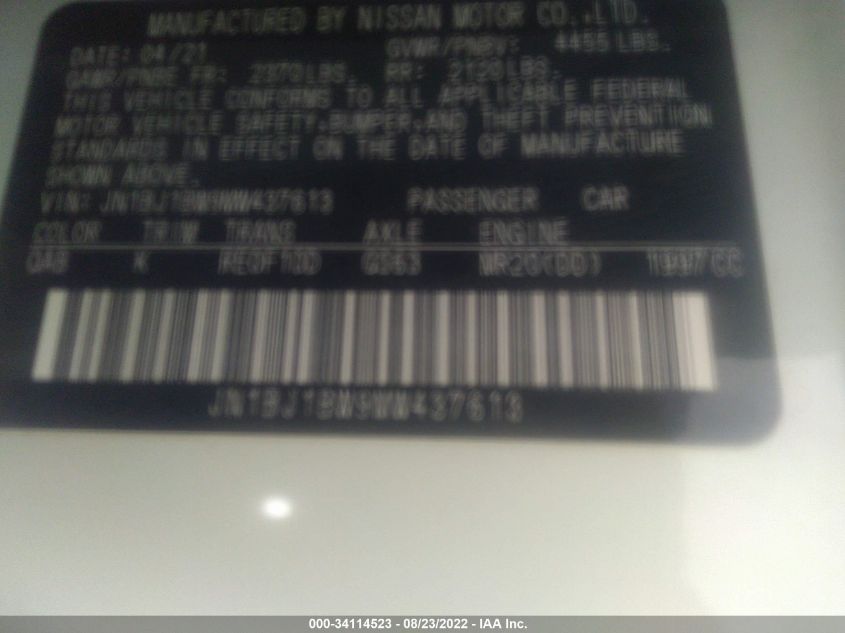 MANUFACTURED BY NISSAN MOTOR CO.,LTD.
DATE: 04/21 GVWR/PNBV: 4455 LBS.
GAWR/PNBE FR: 2370 LBS. RR: 2120 LBS.
THIS VEHICLE CONFORMS TO ALL APPLICABLE FEDERAL
MOTOR VEHICLE SAFETY,BUMPER,AND THEFT PREVENTION
STANDARDS IN EFFECT ON THE DATE OF MANUFACTURE
SHOWN ABOVE.
VIN: JN1BJ1BW9MW437613 PASSENGER CAR
COLOR TRIM TRANS AXLE ENGINE
QAB K MR20(DD) 1997 CC
JN1BJ1BW9MW437613
000-34114523 - 08/23/2022 - IAA Inc.